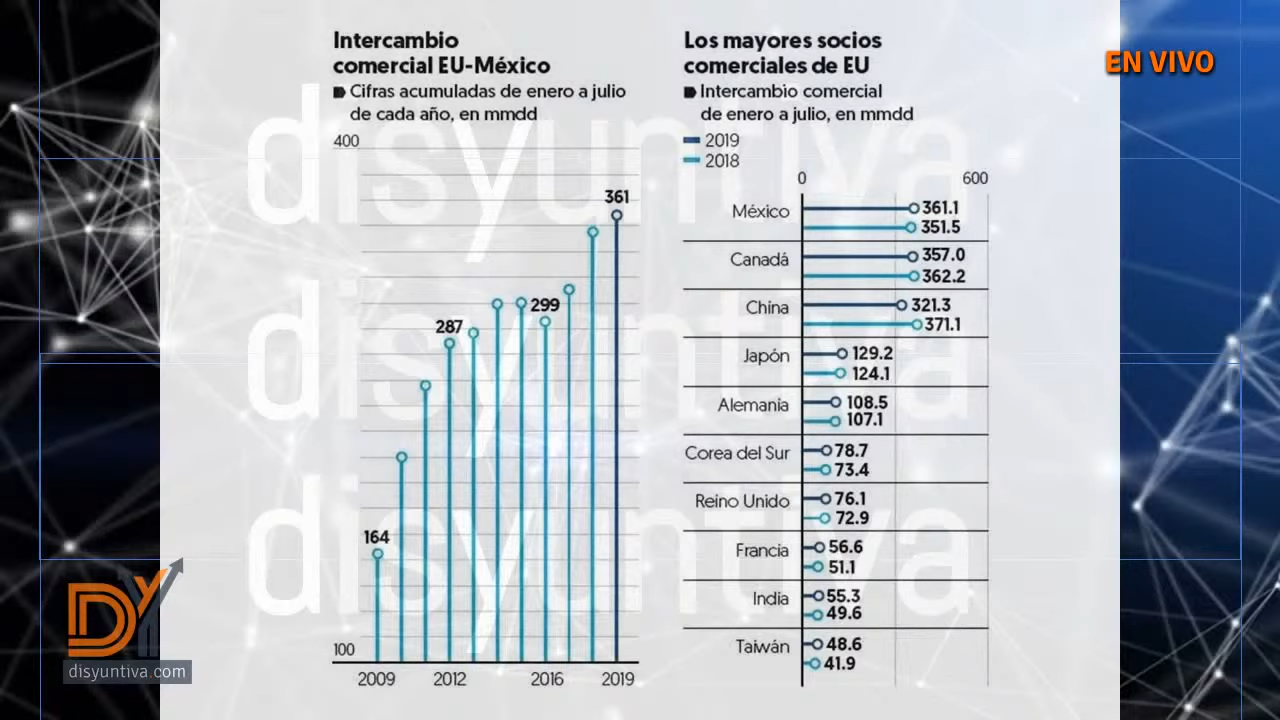 EN VIVO
Intercambio
comercial EU-México
Cifras acumuladas de enero a julio
de cada año, en mmdd
400
361
299
287
164
100
2009
2012
2016
2019
Los mayores socios
comerciales de EU
Intercambio comercial
de enero a julio, en mmdd
2019
2018
0
600
México
361.1
351.5
Canadá
357.0
362.2
China
321.3
371.1
Japón
129.2
124.1
Alemania
108.5
107.1
Corea del Sur
78.7
73.4
Reino Unido
76.1
72.9
Francia
56.6
51.1
India
55.3
49.6
Taiwán
48.6
41.9
disyuntiva
disyuntiva
disyuntiva
DY
disyuntiva.com